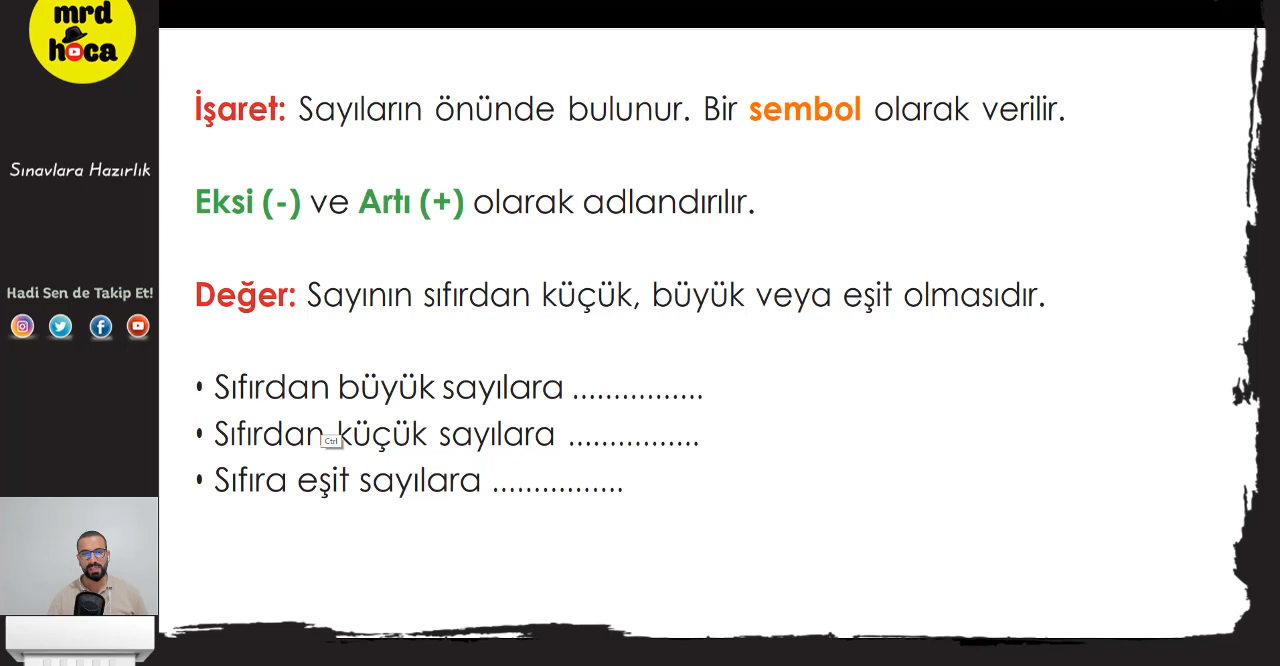 mrd
hoca
Sınavlara Hazırlık
Hadi Sen de Takip Et!
İşaret: Sayıların önünde bulunur. Bir sembol olarak verilir.
Eksi (-) ve Artı (+) olarak adlandırılır.
Değer: Sayının sıfırdan küçük, büyük veya eşit olmasıdır.
• Sıfırdan büyük sayılara ................
• Sıfırdan küçük sayılara ................
Ctrl
• Sıfıra eşit sayılara ................